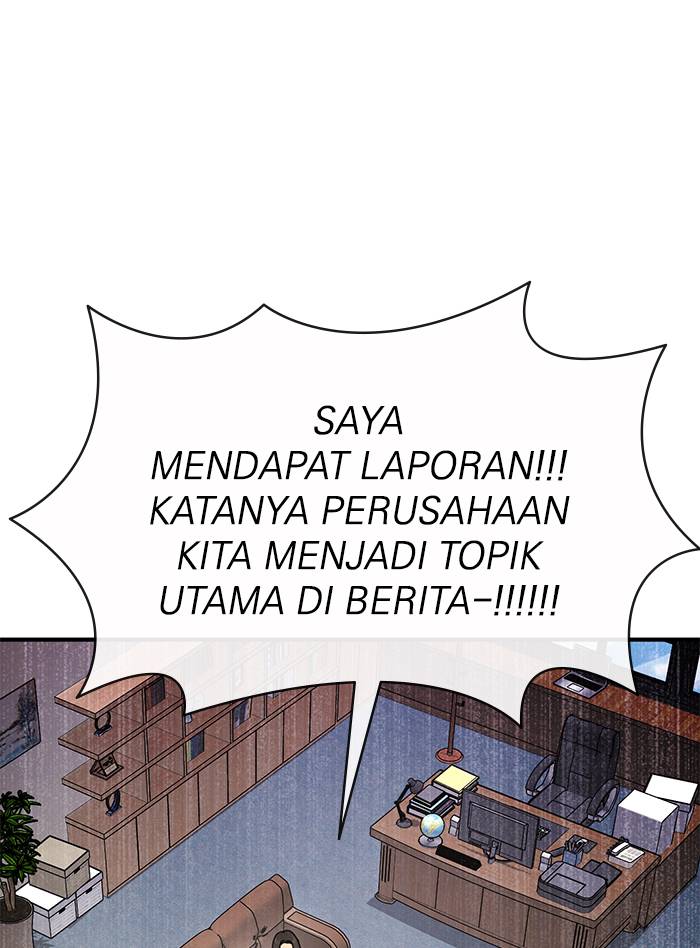 SAYA
MENDAPAT LAPORAN!!!
KATANYA PERUSAHAAN
KITA MENJADI TOPIK
UTAMA DI BERITA-!!!!!!